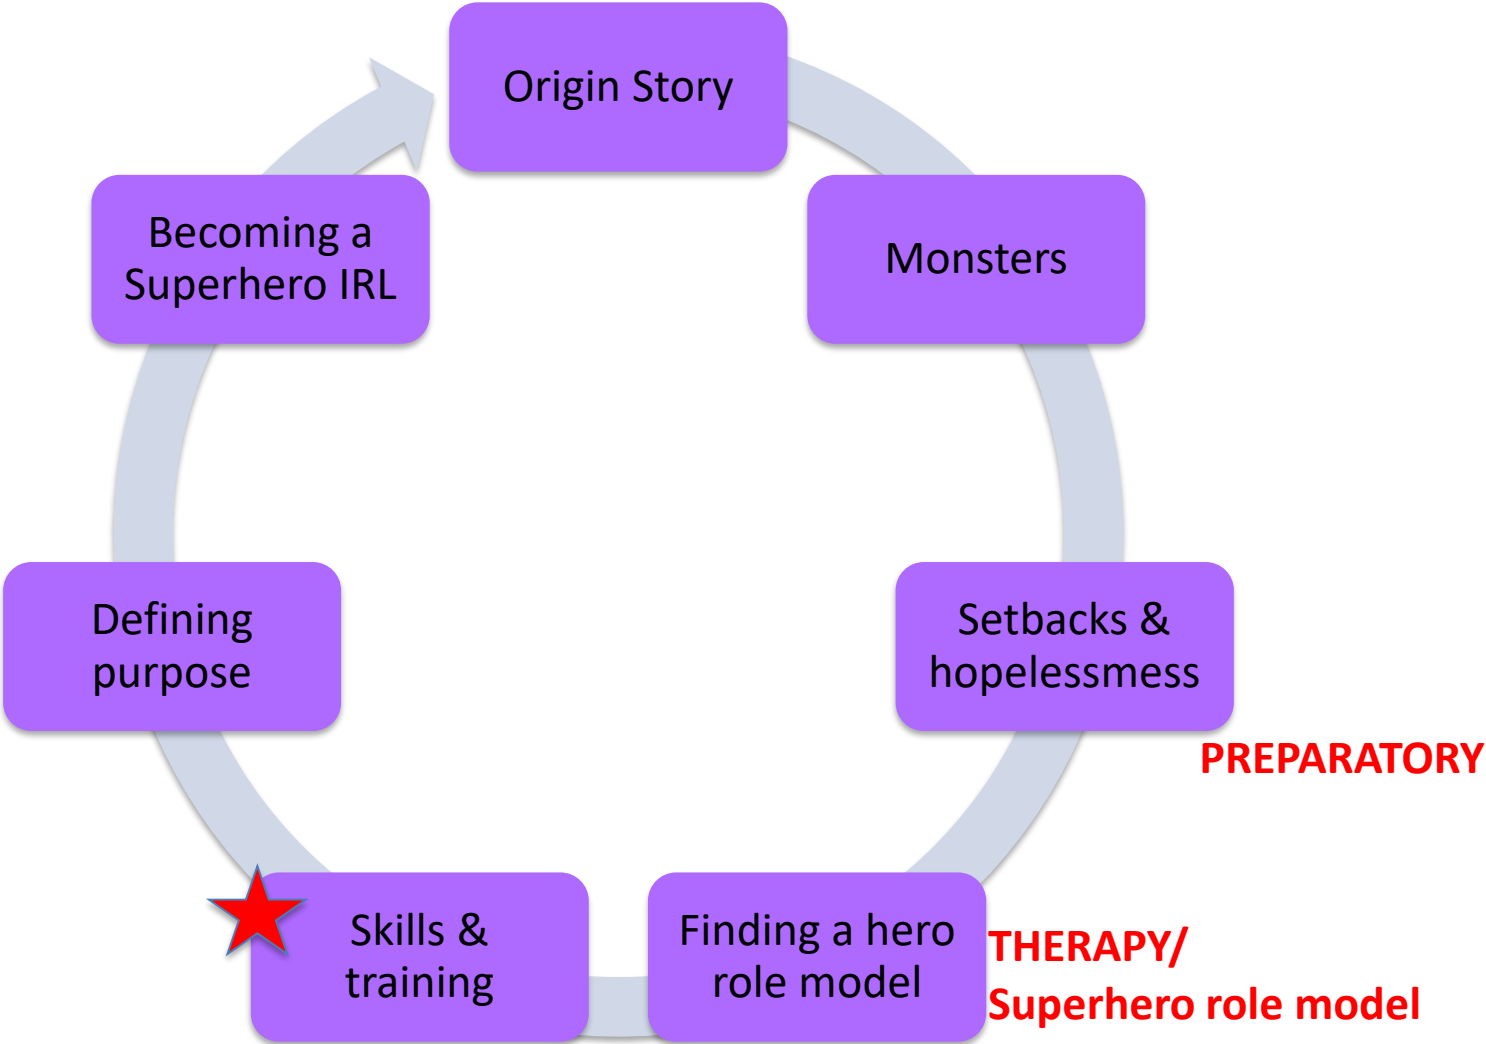 Origin Story
Monsters
Setbacks &
hopelessmess
PREPARATORY
Finding a hero
role model
THERAPY/
Superhero role model
Skills &
training
Defining
purpose
Becoming a
Superhero IRL